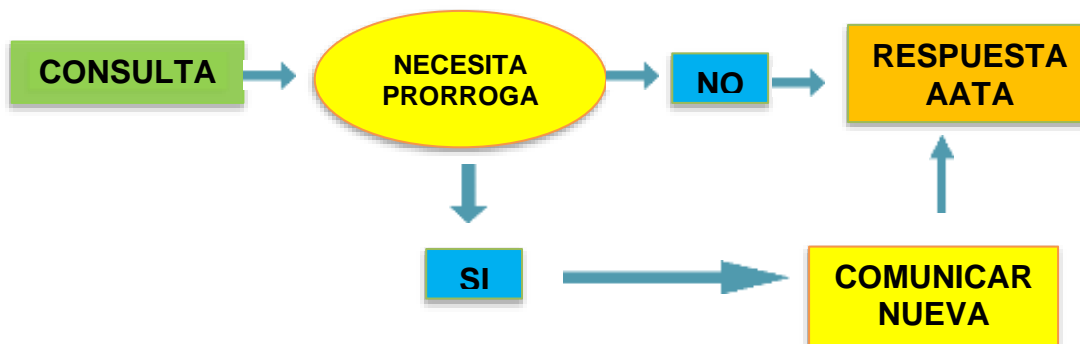 CONSULTA
NECESITA
PRORROGA
NO
RESPUESTA
AATA
SI
COMUNICAR
NUEVA